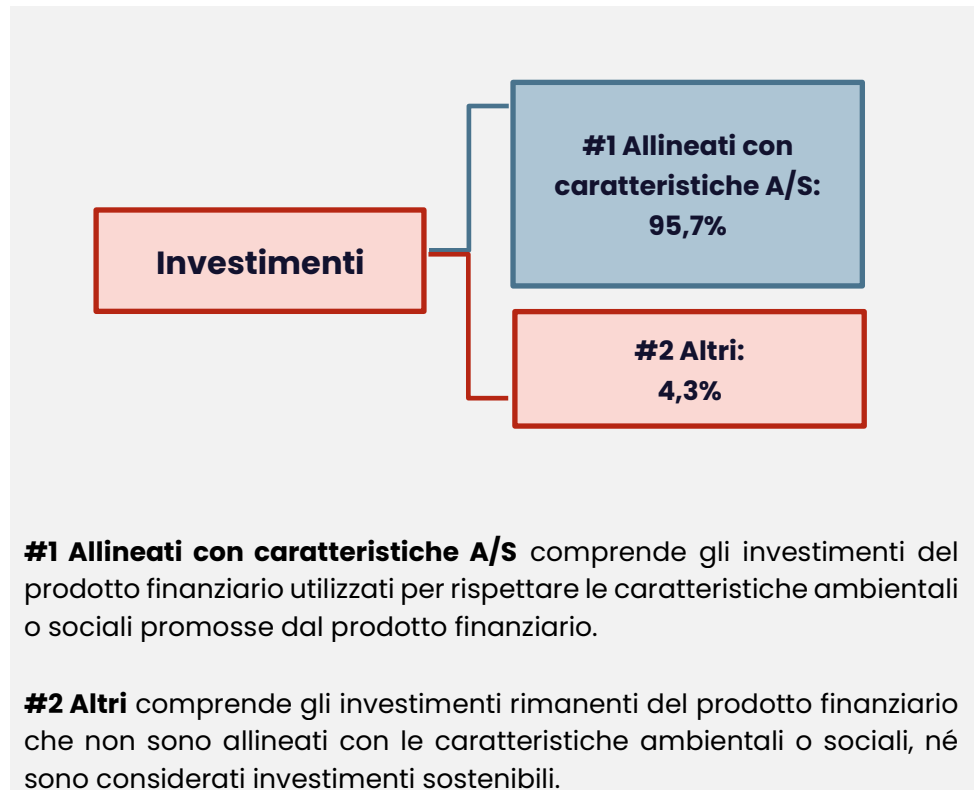 #1 Allineati con
caratteristiche A/S:
95,7%
Investimenti
#2 Altri:
4,3%
#1 Allineati con caratteristiche A/S comprende gli investimenti del
prodotto finanziario utilizzati per rispettare le caratteristiche ambientali
o sociali promosse dal prodotto finanziario.
#2 Altri comprende gli investimenti rimanenti del prodotto finanziario
che non sono allineati con le caratteristiche ambientali o sociali, né
sono considerati investimenti sostenibili.